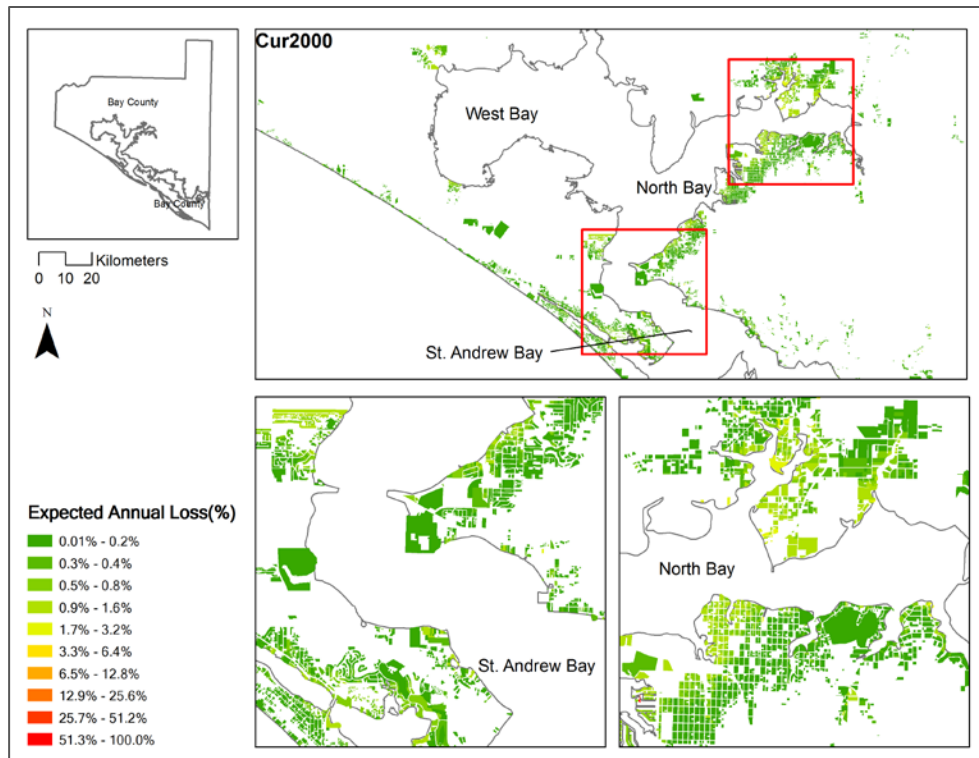 Cur2000
Bay County
Bay County
Kilometers
0 10 20
N
West Bay
North Bay
St. Andrew Bay
Expected Annual Loss(%)
0.01% - 0.2%
0.3% - 0.4%
0.5% - 0.8%
0.9% - 1.6%
1.7% - 3.2%
3.3% - 6.4%
6.5% - 12.8%
12.9% - 25.6%
25.7% - 51.2%
51.3% - 100.0%
St. Andrew Bay
North Bay